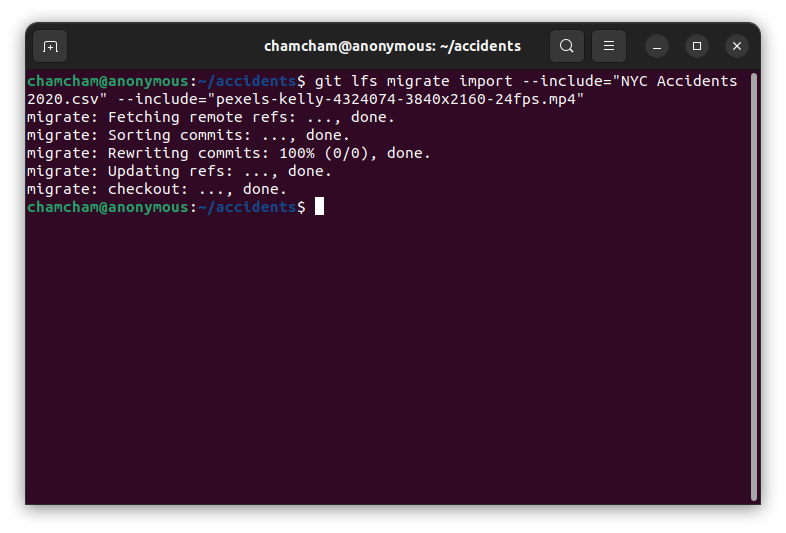 chamcham@anonymous: ~/accidents
chamcham@anonymous:~/accidents$ git lfs migrate import --include="NYC Accidents
2020.csv" --include="pexels-kelly-4324074-3840x2160-24fps.mp4"
migrate: Fetching remote refs: ..., done.
migrate: Sorting commits: ..., done.
migrate: Rewriting commits: 100% (0/0), done.
migrate: Updating refs: ..., done.
migrate: checkout: ..., done.
chamcham@anonymous:~/accidents$